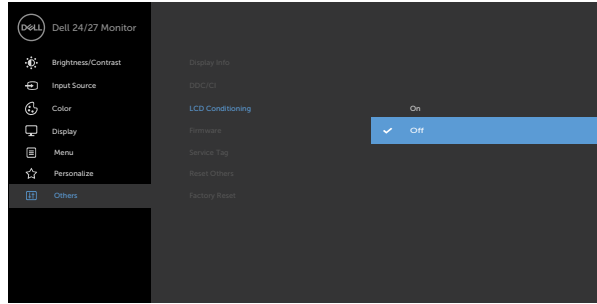 DELL Dell 24/27 Monitor
Brightness/Contrast
Input Source
Color
Display
Menu
Personalize
Others
Display Info
DDC/CI
LCD Conditioning
Firmware
Service Tag
Reset Others
Factory Reset
On
Off